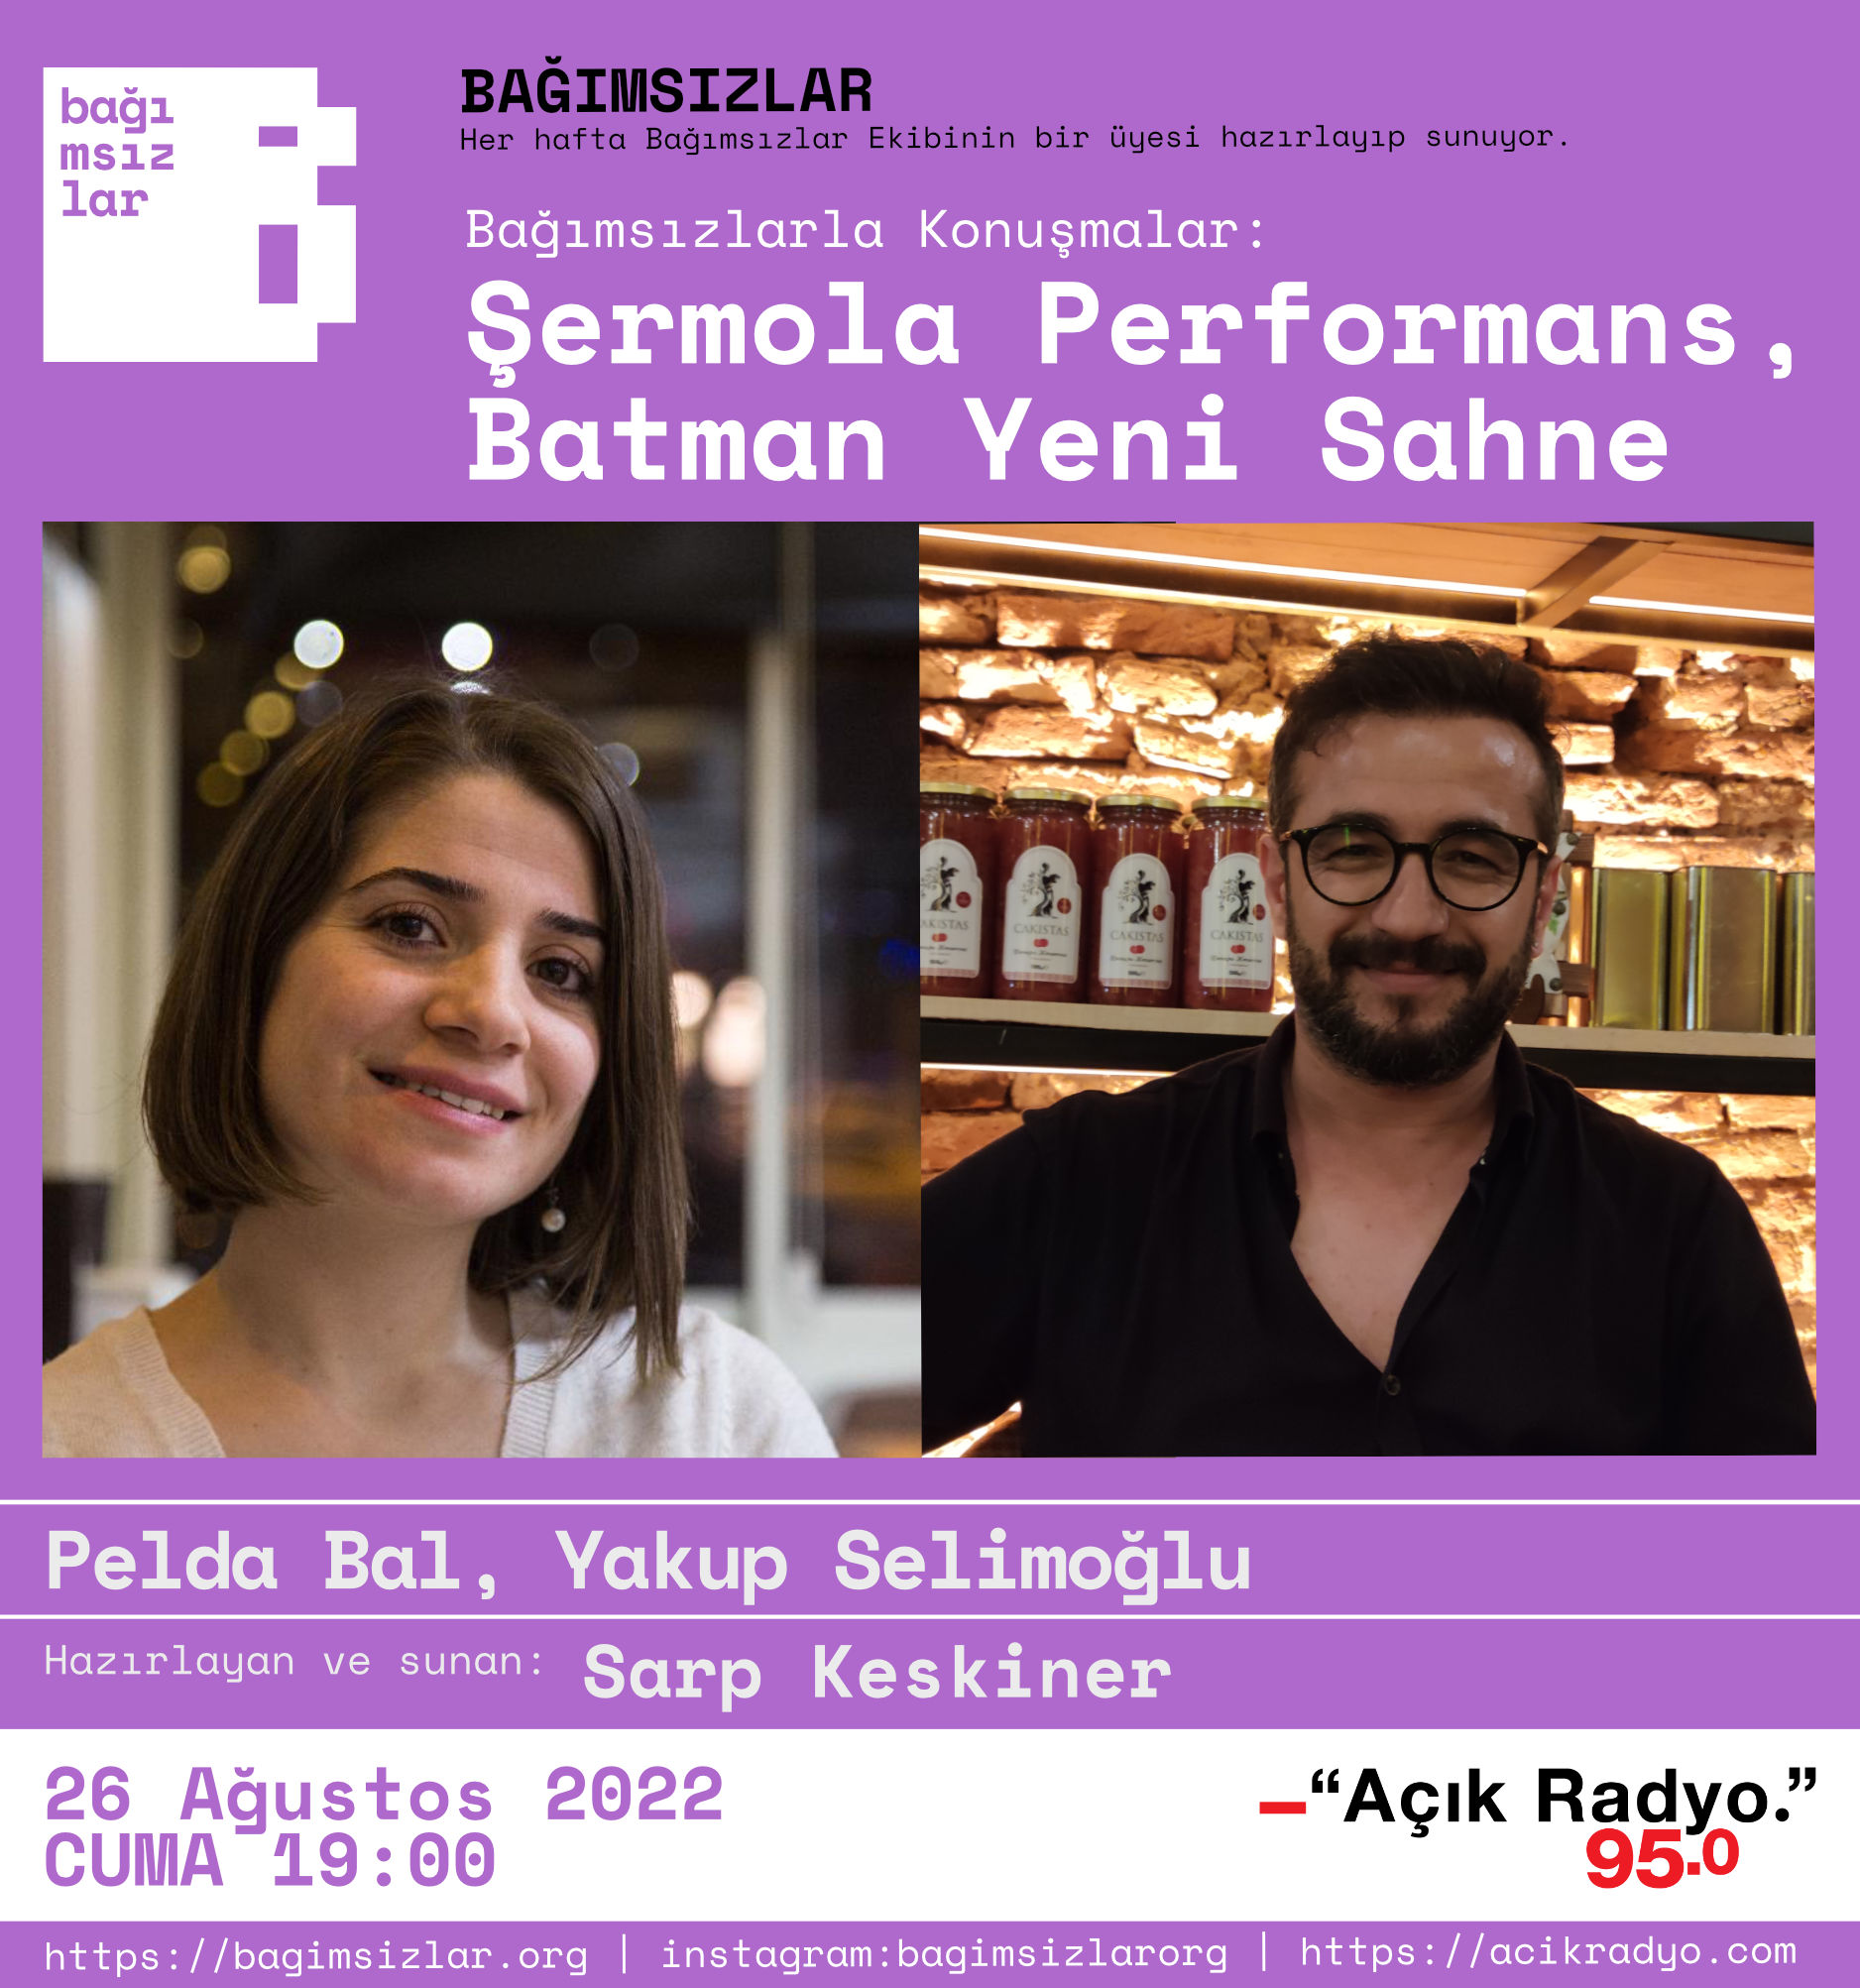 bağı
msız
lar
BAĞIMSIZLAR
Her hafta Bağımsızlar Ekibinin bir üyesi hazırlayıp sunuyor.
Bağımsızlarla Konuşmalar:
Şermola Performans,
Batman Yeni Sahne
CAKISTAS
CAKISTAS
CAKISTAS
Pelda Bal, Yakup Selimoğlu
Hazırlayan ve sunan: Sarp Keskiner
26 Ağustos 2022
CUMA 19:00
“Açık Radyo.”
95.0
https://bagimsizlar.org | instagram:bagimsizlarorg | https://acikradyo.com